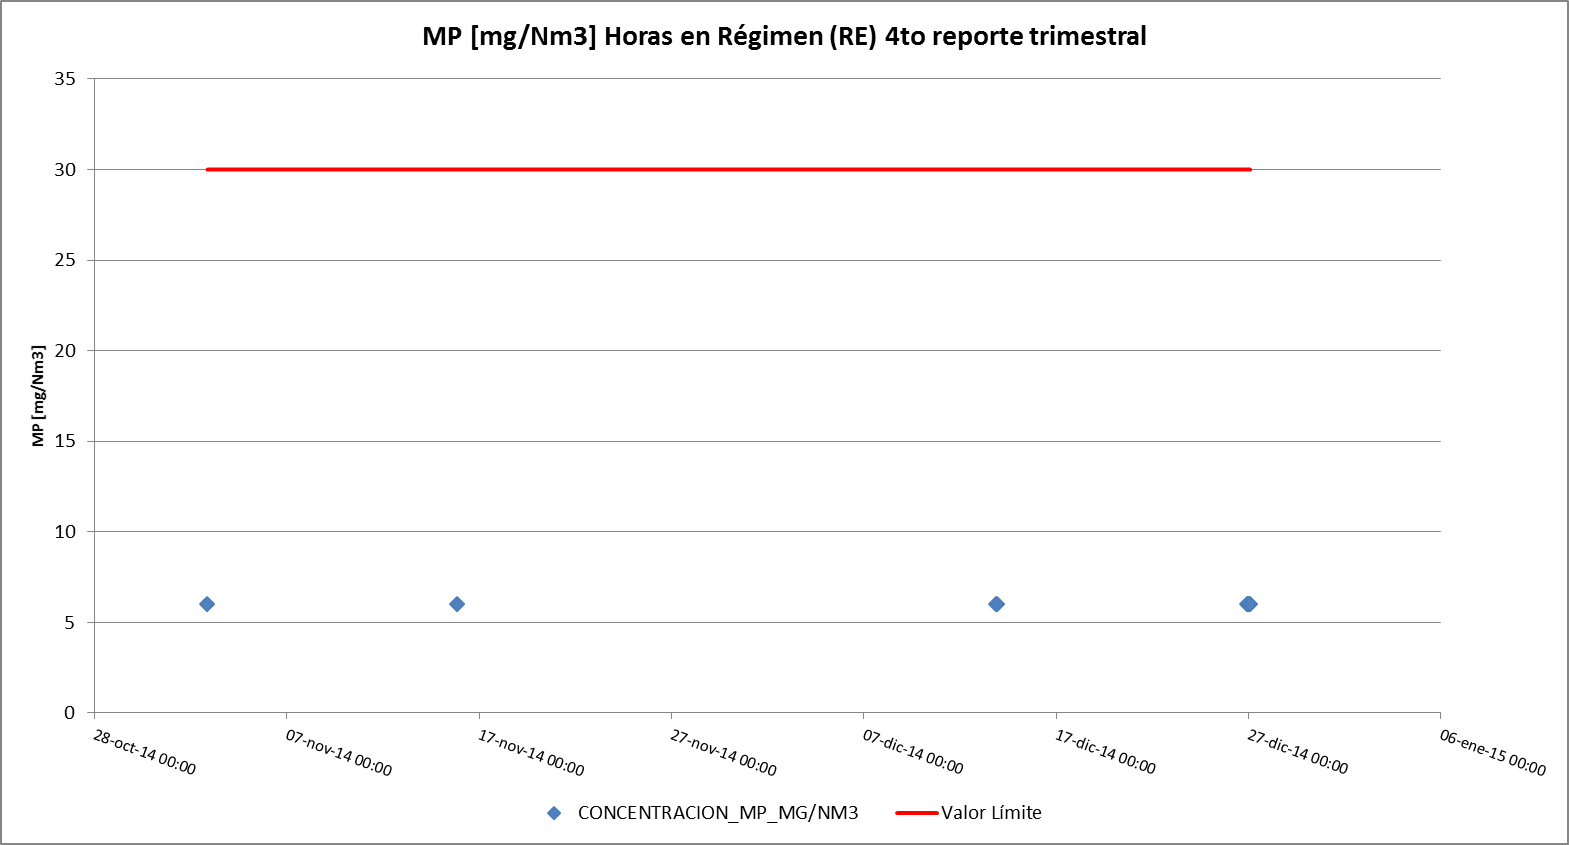 MP [mg/Nm3] Horas en Régimen (RE) 4to reporte trimestral
35
30
25
20
15
10
5
0
MP [mg/Nm3]
28-oct-14 00:00
07-nov-14 00:00
17-nov-14 00:00
27-nov-14 00:00
07-dic-14 00:00
17-dic-14 00:00
27-dic-14 00:00
06-ene-15 00:00
CONCENTRACION_MP_MG/NM3
Valor Límite